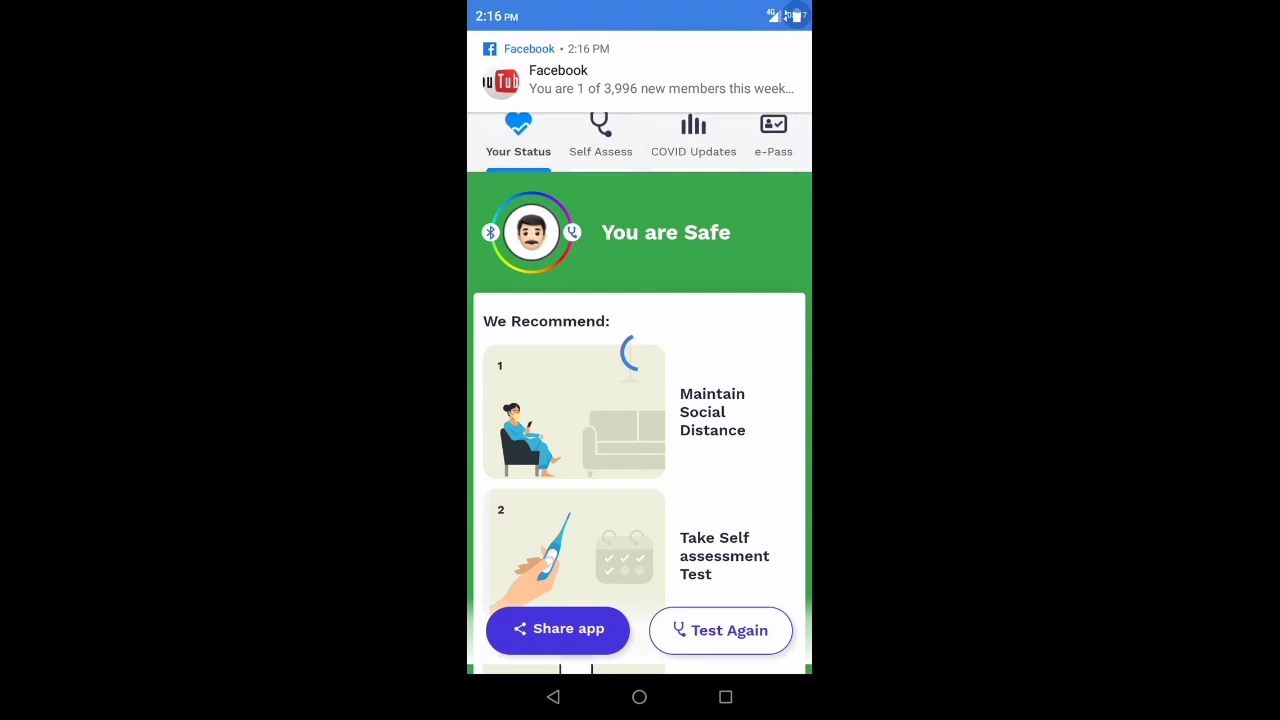 2:16 PM
4G
Facebook • 2:16 PM
Facebook
You are 1 of 3,996 new members this week...
Your Status
Self Assess
COVID Updates
e-Pass
You are Safe
We Recommend:
1
Maintain
Social
Distance
2
Take Self
assessment
Test
Share app
Test Again